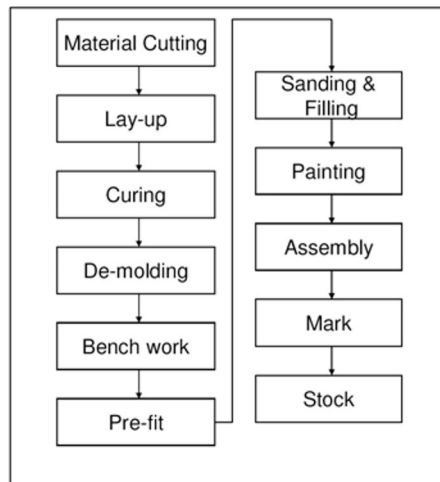 Material Cutting
Lay-up
Curing
De-molding
Bench work
Pre-fit
Sanding &
Filling
Painting
Assembly
Mark
Stock